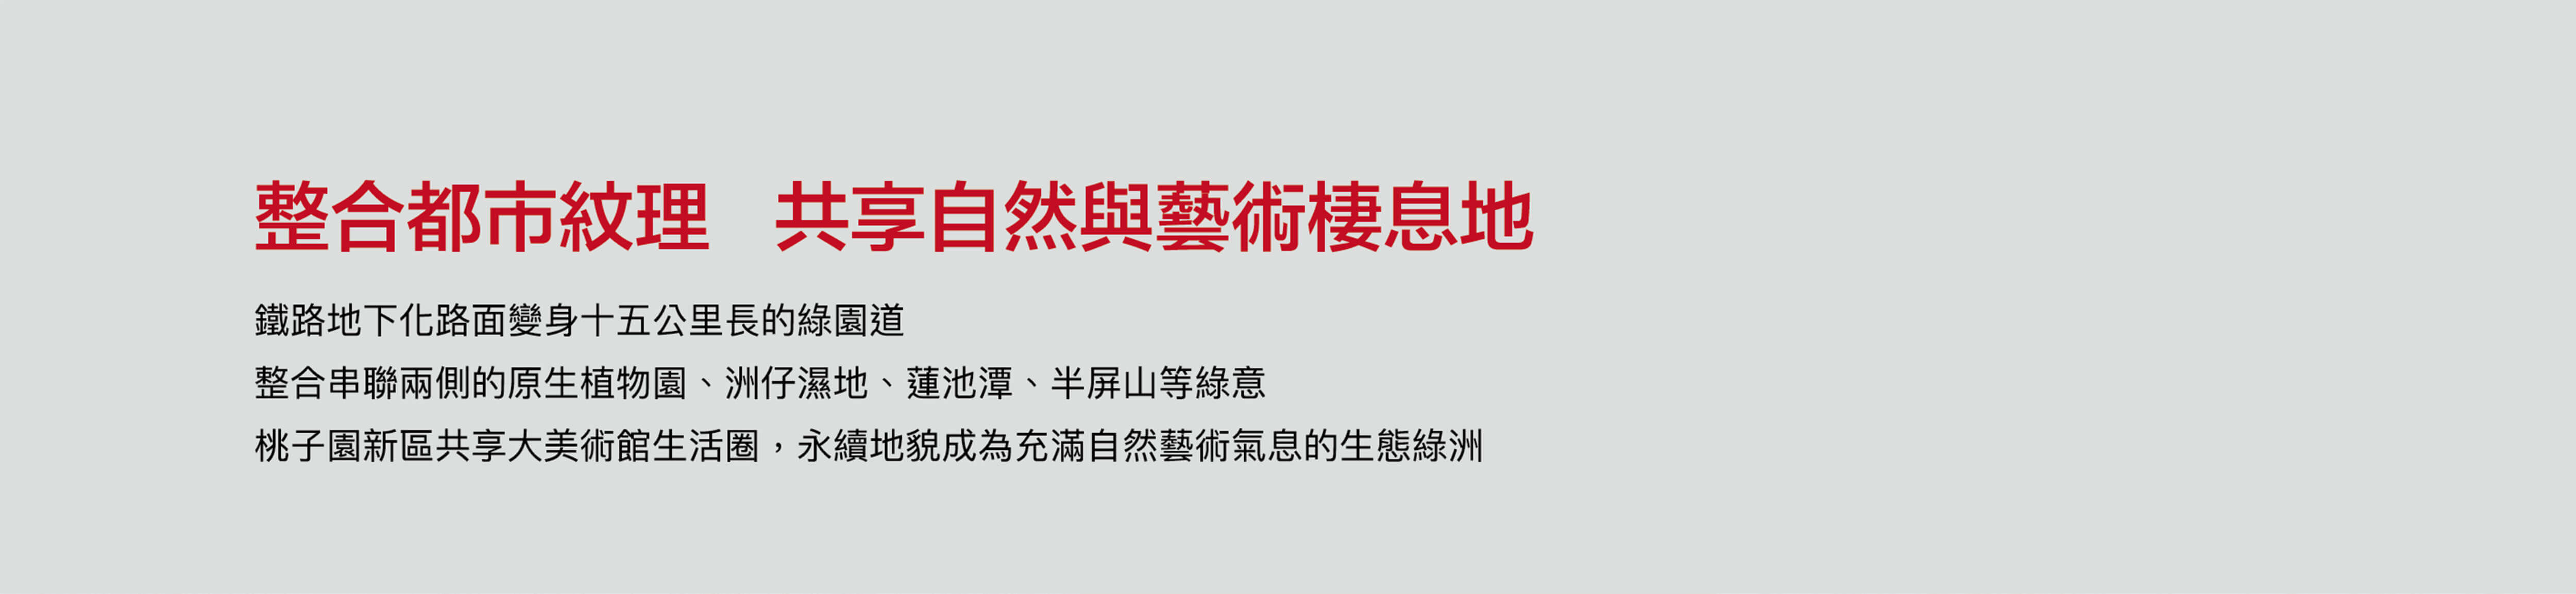 整合都市紋理　共享自然與藝術棲息地
鐵路地下化路面變身十五公里長的綠園道
整合串聯兩側的原生植物園、洲仔濕地、蓮池潭、半屏山等綠意
桃子園新區共享大美術館生活圈，永續地貌成為充滿自然藝術氣息的生態綠洲